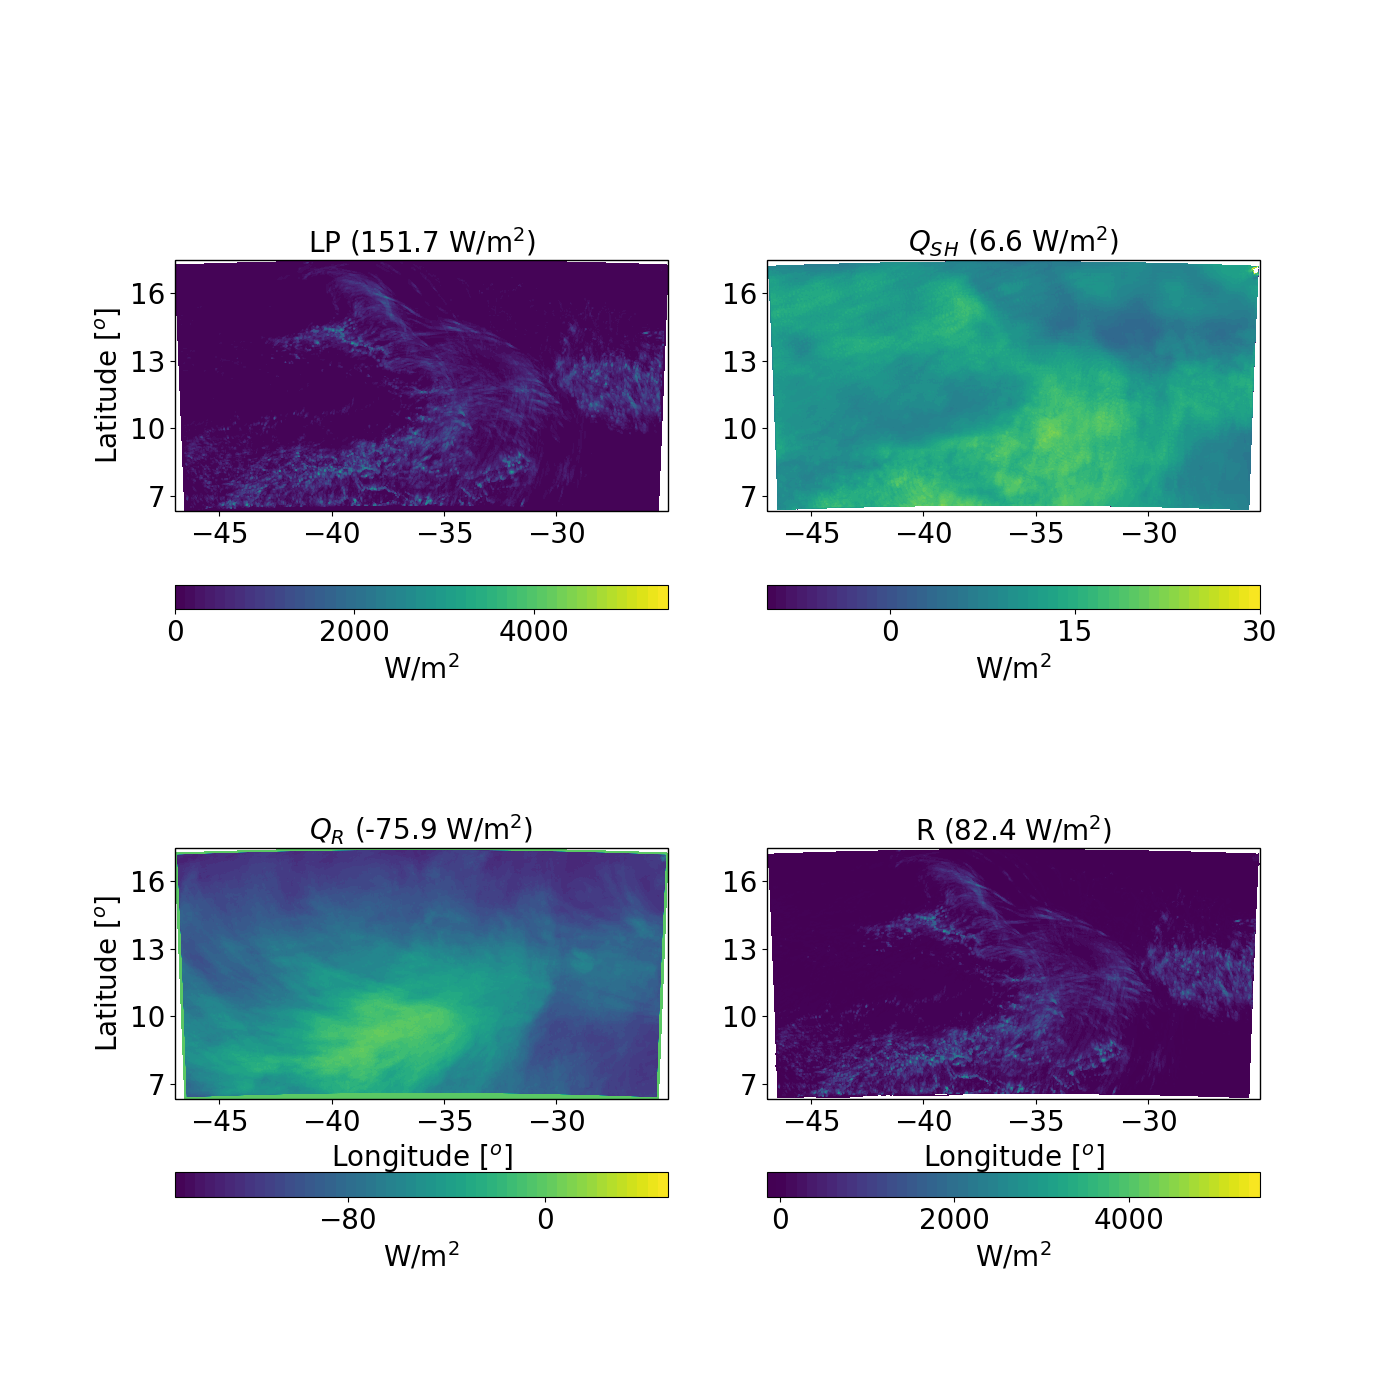 LP (151.7 W/m²)
Q_SH (6.6 W/m²)
Latitude [°]
16
13
10
7
−45 −40 −35 −30
16
13
10
7
−45 −40 −35 −30
0 2000 4000
W/m²
0 15 30
W/m²
Q_R (-75.9 W/m²)
R (82.4 W/m²)
Latitude [°]
16
13
10
7
−45 −40 −35 −30
Longitude [°]
16
13
10
7
−45 −40 −35 −30
Longitude [°]
−80 0
W/m²
0 2000 4000
W/m²